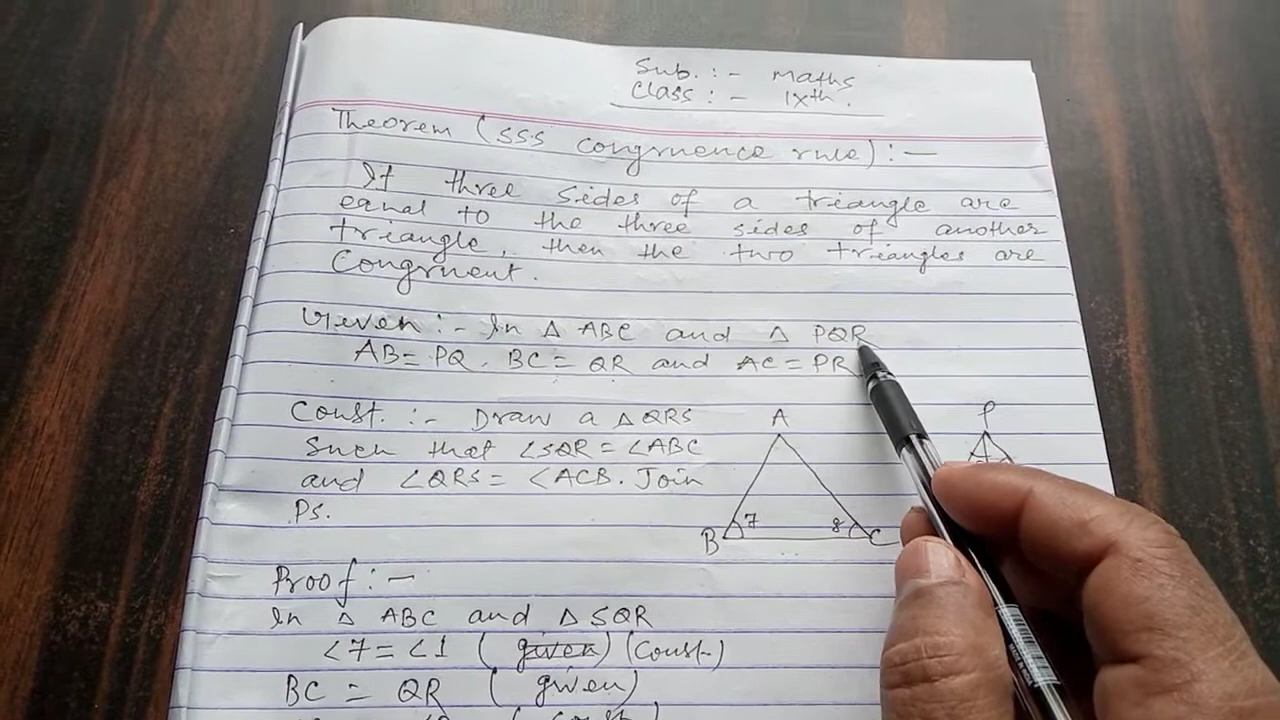 Sub. :- Maths
Class :- IXth.
Theorem (SSS congruence rule) :-
If three sides of a triangle are
equal to the three sides of another
triangle, then the two triangles are
Congruent.
Given :- In △ ABC and △ PQR
AB = PQ, BC = QR and AC = PR
Const. :- Draw a △QRS
Such that ∠SQR = ∠ABC
and ∠QRS = ∠ACB. Join
PS.
A
P
B 7 8 C
Proof :-
In △ ABC and △ SQR
∠7 = ∠1 (given) (Const.)
BC = QR (given)